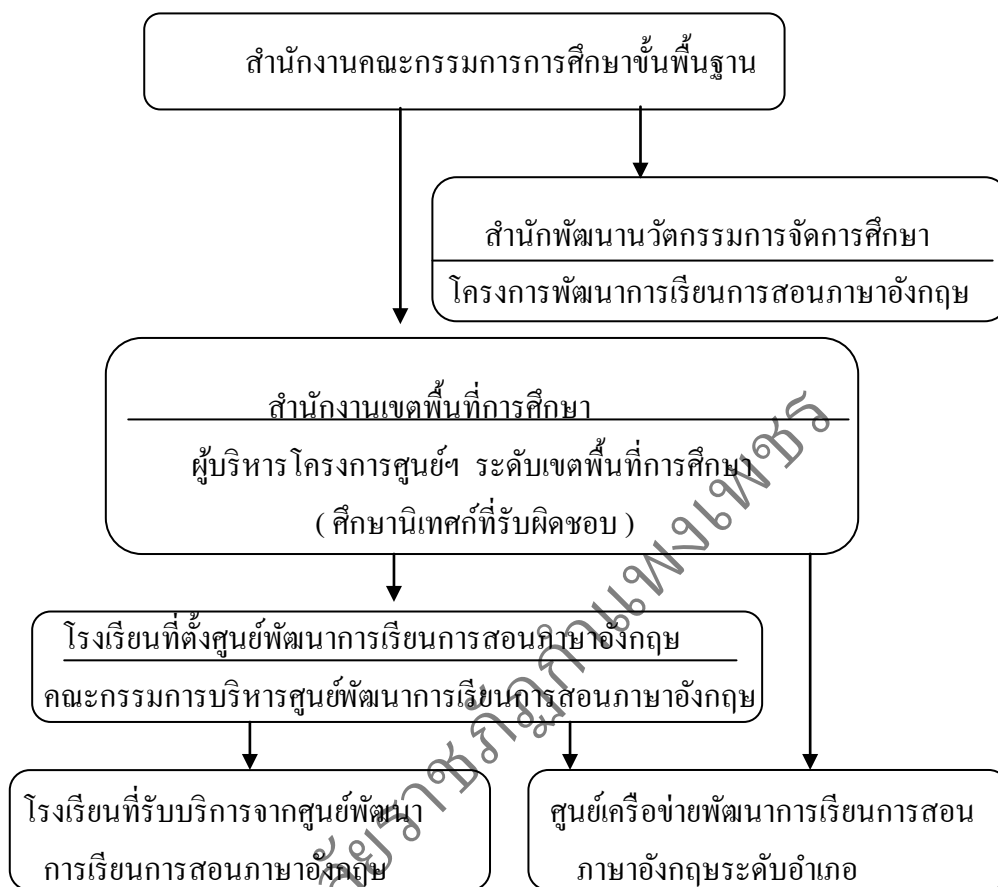 สำนักงานคณะกรรมการการศึกษาขั้นพื้นฐาน
สำนักพัฒนานวัตกรรมการจัดการศึกษา
โครงการพัฒนาการเรียนการสอนภาษาอังกฤษ
สำนักงานเขตพื้นที่การศึกษา
ผู้บริหารโครงการศูนย์ฯ ระดับเขตพื้นที่การศึกษา
( ศึกษานิเทศก์ที่รับผิดชอบ )
โรงเรียนที่ตั้งศูนย์พัฒนาการเรียนการสอนภาษาอังกฤษ
คณะกรรมการบริหารศูนย์พัฒนาการเรียนการสอนภาษาอังกฤษ
โรงเรียนที่รับบริการจากศูนย์พัฒนา
การเรียนการสอนภาษาอังกฤษ
ศูนย์เครือข่ายพัฒนาการเรียนการสอน
ภาษาอังกฤษระดับอำเภอ
ราชภัฏกำแพงเพชร